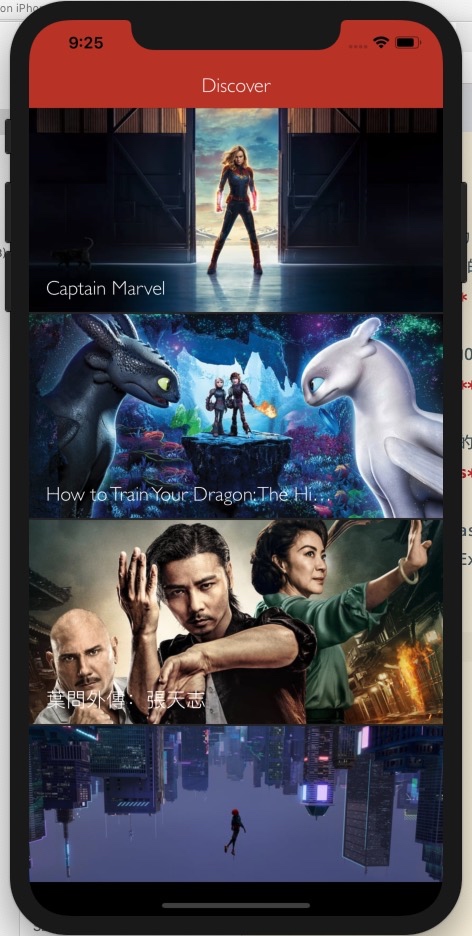 on iPho
9:25
Discover
Captain Marvel
How to Train Your Dragon: The Hi...
葉問外傳：張天志